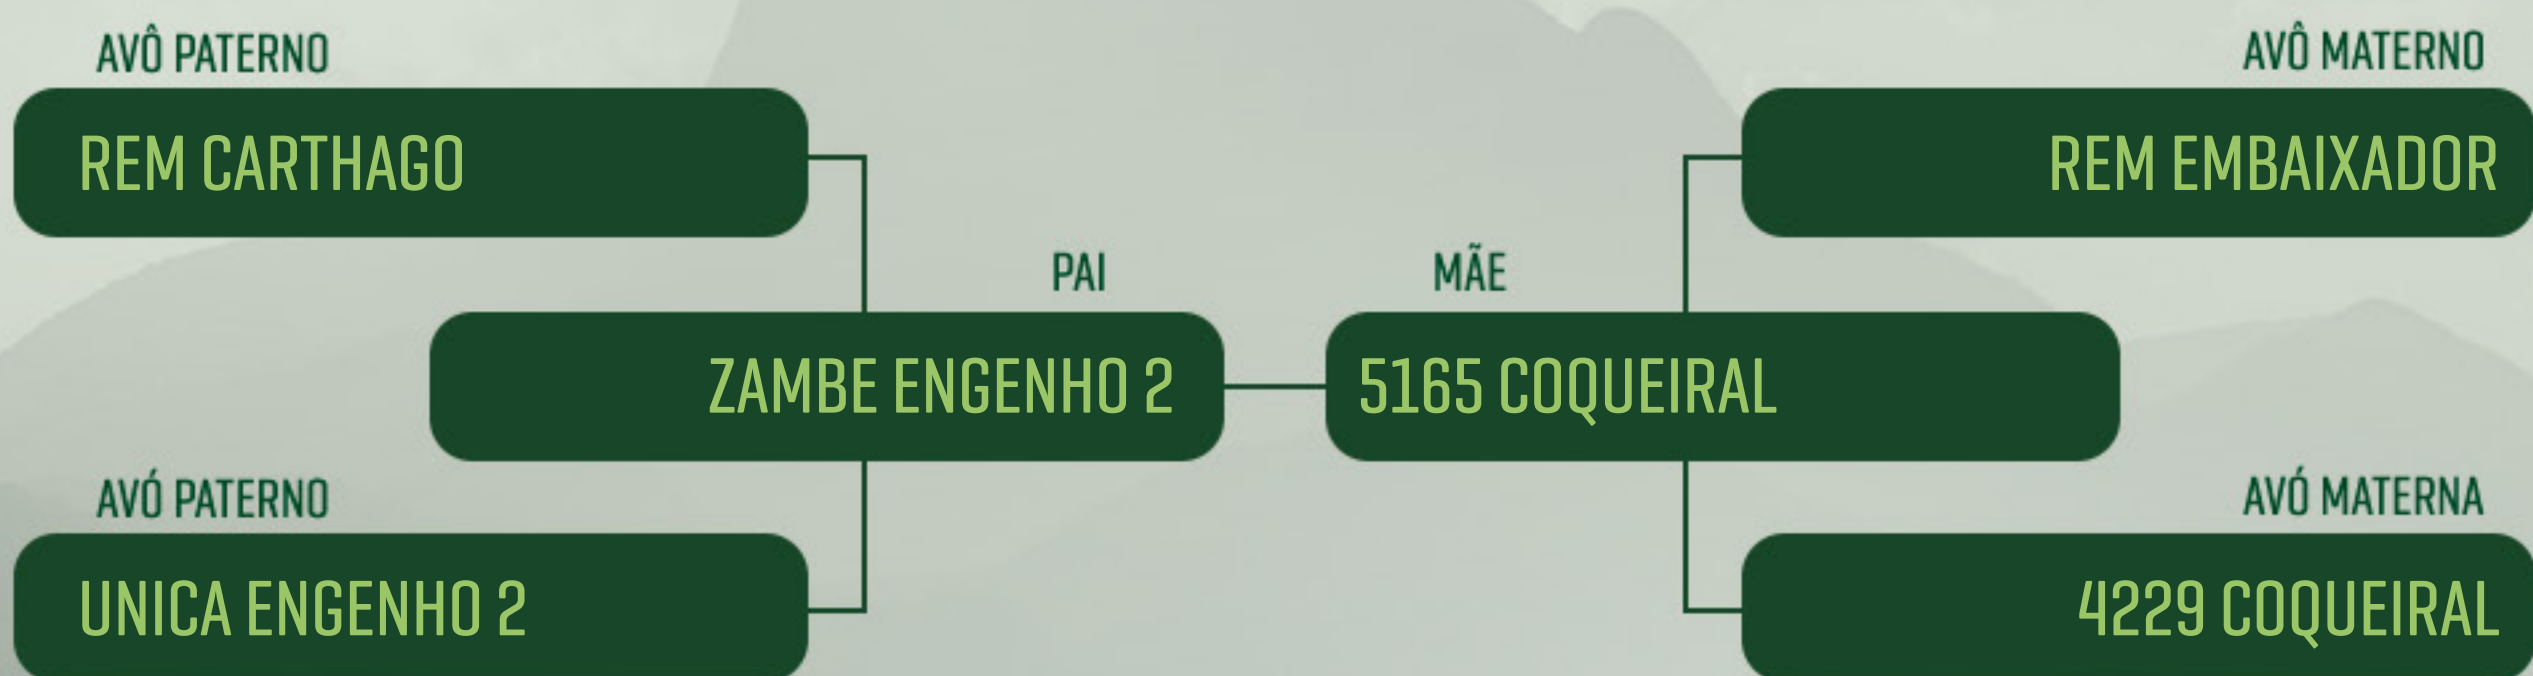 AVÔ PATERNO
AVÔ MATERNO
REM CARTHAGO
REM EMBAIXADOR
PAI
MÃE
ZAMBE ENGENHO 2
5165 COQUEIRAL
AVÓ PATERNO
AVÓ MATERNA
UNICA ENGENHO 2
4229 COQUEIRAL